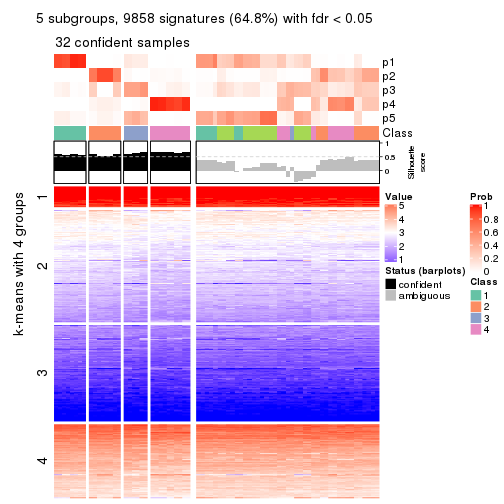 5 subgroups, 9858 signatures (64.8%) with fdr < 0.05
32 confident samples
p1
p2
p3
p4
p5
Class
1
0.5
0
Silhouette
score
k-means with 4 groups
1
2
3
4
Value
5
4
3
2
1
Status (barplots)
confident
ambiguous
Prob
1
0.8
0.6
0.4
0.2
0
Class
1
2
3
4